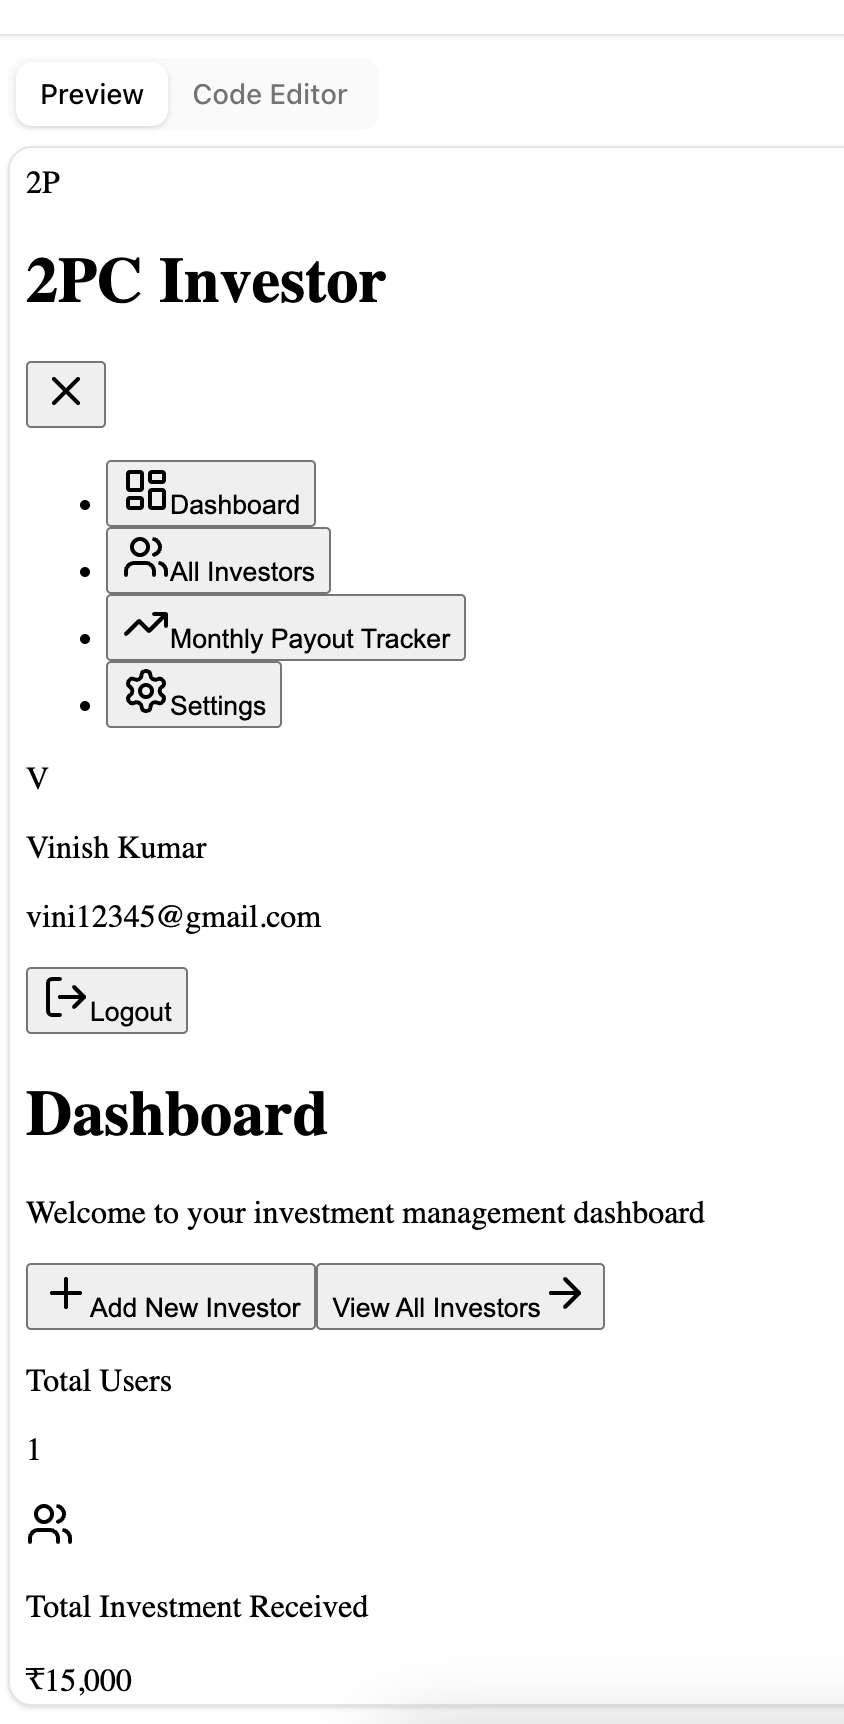 Preview Code Editor
2P
2PC Investor
Dashboard
All Investors
Monthly Payout Tracker
Settings
V
Vinish Kumar
vini12345@gmail.com
Logout
Dashboard
Welcome to your investment management dashboard
Add New Investor View All Investors
Total Users
1
Total Investment Received
₹15,000